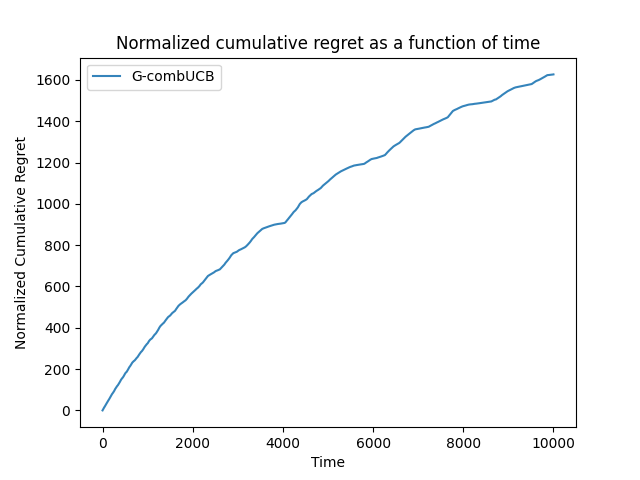 Normalized cumulative regret as a function of time
G-combUCB
Normalized Cumulative Regret
1600
1400
1200
1000
800
600
400
200
0
0 2000 4000 6000 8000 10000
Time